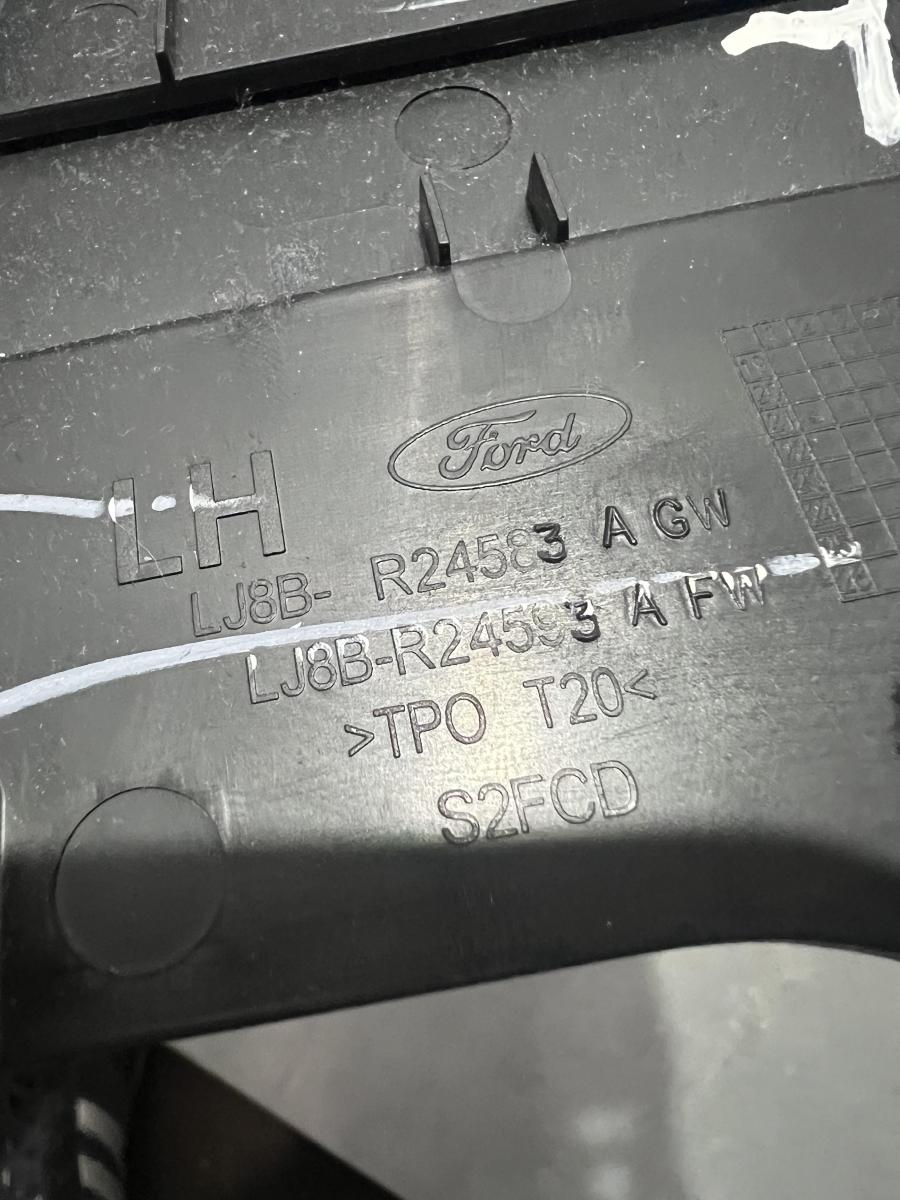 Ford
LH
LJ8B- R24583 A GW
LJ8B-R24593 A FW
>TPO T20<
S2FCD